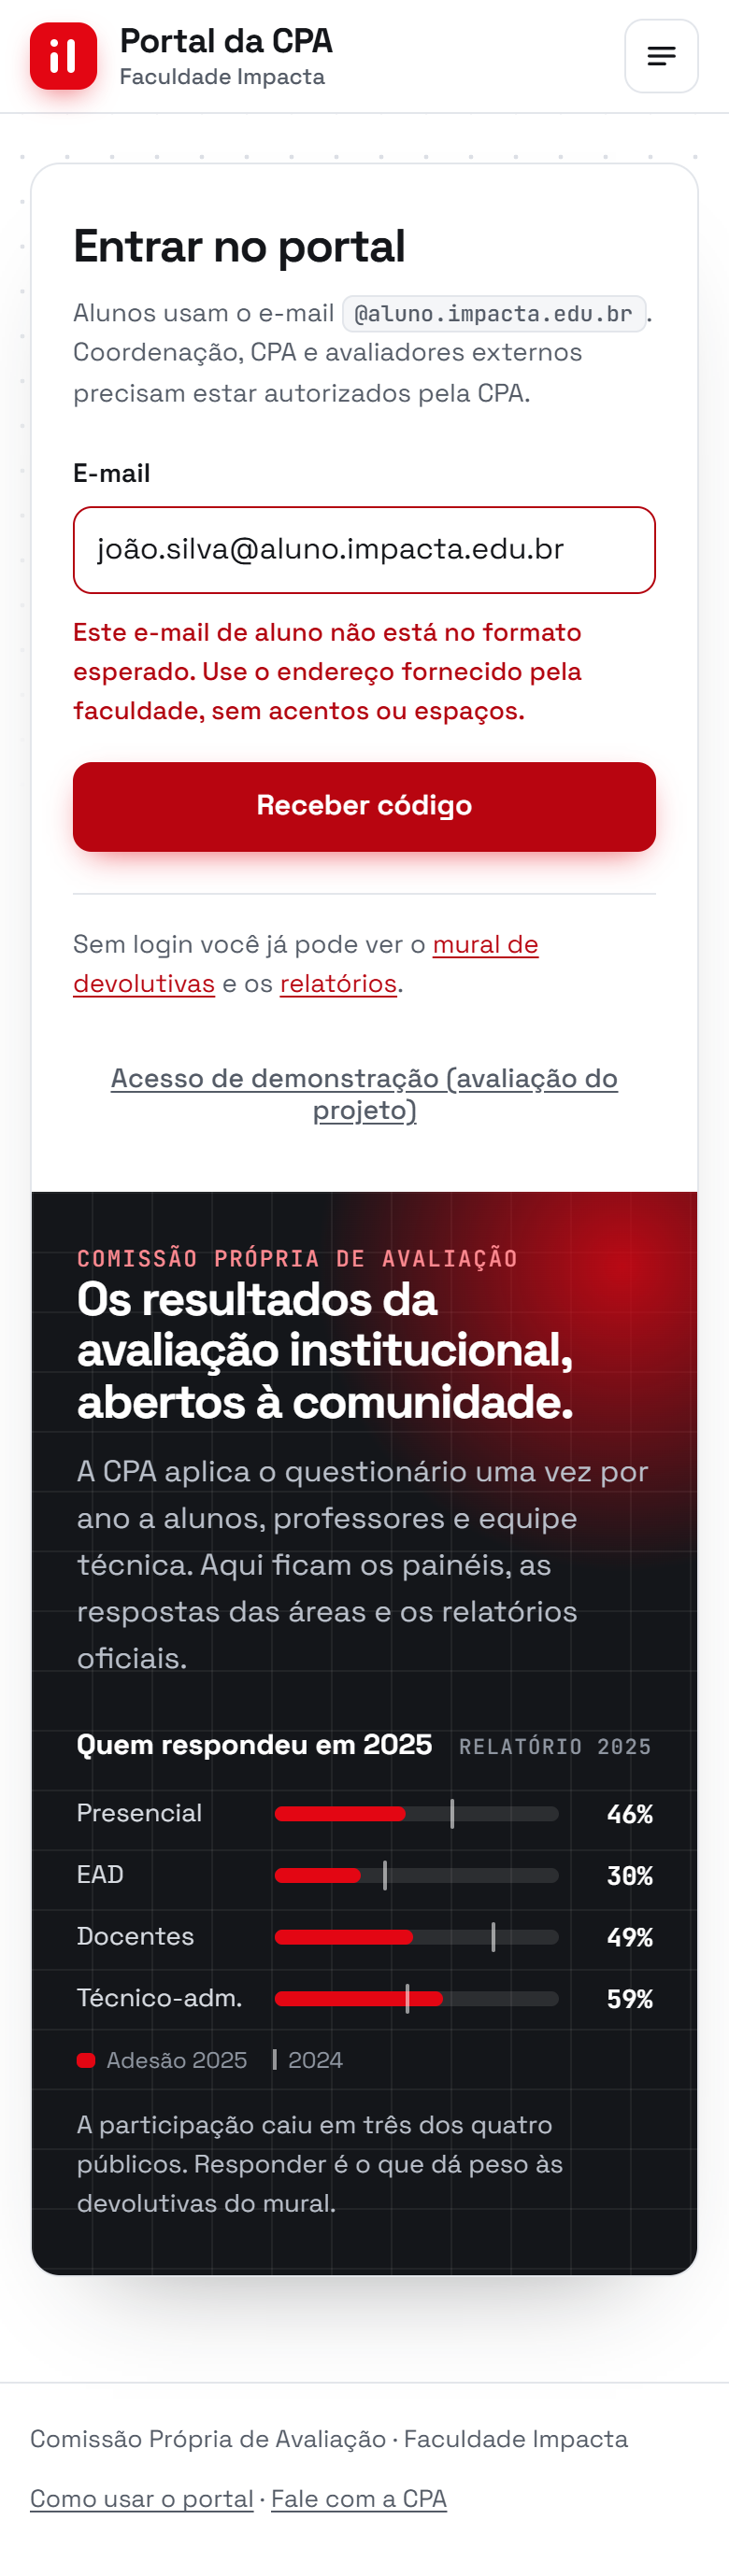 Portal da CPA
Faculdade Impacta
Entrar no portal
Alunos usam o e-mail @aluno.impacta.edu.br.
Coordenação, CPA e avaliadores externos
precisam estar autorizados pela CPA.
E-mail
joão.silva@aluno.impacta.edu.br
Este e-mail de aluno não está no formato
esperado. Use o endereço fornecido pela
faculdade, sem acentos ou espaços.
Receber código
Sem login você já pode ver o mural de
devolutivas e os relatórios.
Acesso de demonstração (avaliação do
projeto)
COMISSÃO PRÓPRIA DE AVALIAÇÃO
Os resultados da
avaliação institucional,
abertos à comunidade.
A CPA aplica o questionário uma vez por
ano a alunos, professores e equipe
técnica. Aqui ficam os painéis, as
respostas das áreas e os relatórios
oficiais.
Quem respondeu em 2025 RELATÓRIO 2025
Presencial 46%
EAD 30%
Docentes 49%
Técnico-adm. 59%
Adesão 2025 2024
A participação caiu em três dos quatro
públicos. Responder é o que dá peso às
devolutivas do mural.
Comissão Própria de Avaliação · Faculdade Impacta
Como usar o portal · Fale com a CPA